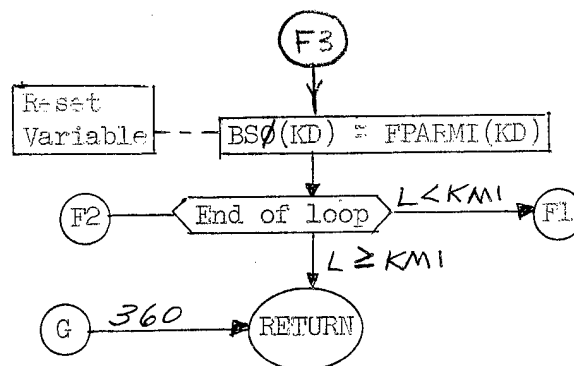 F3
Reset
Variable
BSØ(KD) = FPARMI(KD)
F2
End of loop
L<KMI
F1
L ≥ KMI
G
360
RETURN